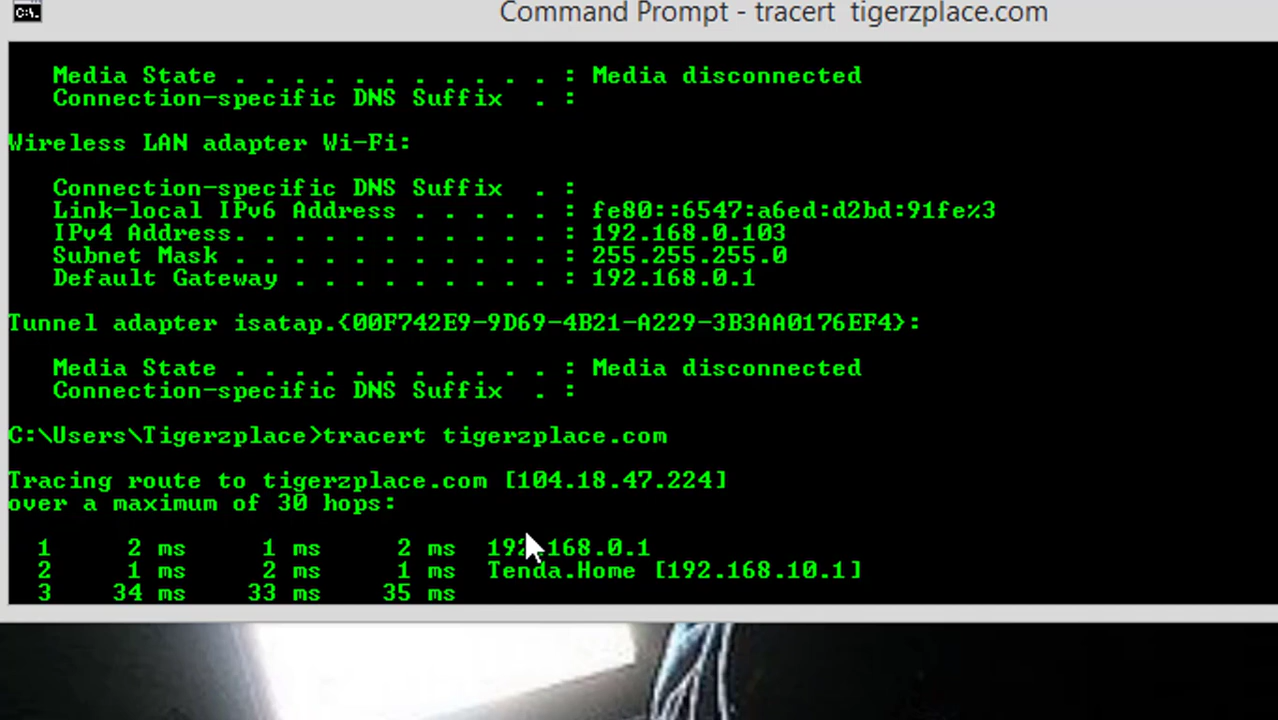 C:\.
Command Prompt - tracert tigerzplace.com
Media State . . . . . . . . . . . : Media disconnected
Connection-specific DNS Suffix . :
Wireless LAN adapter Wi-Fi:
Connection-specific DNS Suffix . :
Link-local IPv6 Address . . . . . : fe80::6547:a6ed:d2bd:91fe%3
IPv4 Address. . . . . . . . . . . : 192.168.0.103
Subnet Mask . . . . . . . . . . . : 255.255.255.0
Default Gateway . . . . . . . . . : 192.168.0.1
Tunnel adapter isatap.{00F742E9-9D69-4B21-A229-3B3AA0176EF4}:
Media State . . . . . . . . . . . : Media disconnected
Connection-specific DNS Suffix . :
C:\Users\Tigerzplace>tracert tigerzplace.com
Tracing route to tigerzplace.com [104.18.47.224]
over a maximum of 30 hops:
1 2 ms 1 ms 2 ms 192.168.0.1
2 1 ms 2 ms 1 ms Tenda.Home [192.168.10.1]
3 34 ms 33 ms 35 ms